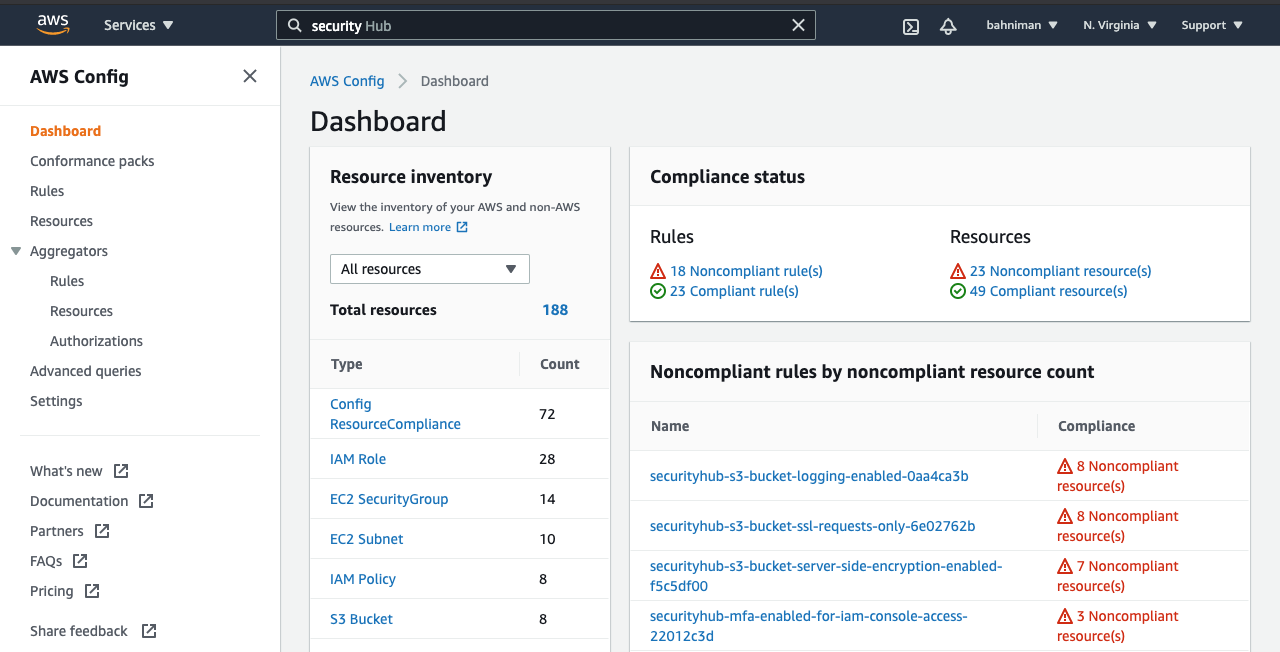 aws
Services
security Hub
bahniman
N. Virginia
Support
AWS Config
Dashboard
Conformance packs
Rules
Resources
Aggregators
Rules
Resources
Authorizations
Advanced queries
Settings
What's new
Documentation
Partners
FAQs
Pricing
Share feedback
AWS Config
Dashboard
Dashboard
Resource inventory
View the inventory of your AWS and non-AWS
resources. Learn more
All resources
Total resources 188
Type Count
Config
ResourceCompliance 72
IAM Role 28
EC2 SecurityGroup 14
EC2 Subnet 10
IAM Policy 8
S3 Bucket 8
Compliance status
Rules
18 Noncompliant rule(s)
23 Compliant rule(s)
Resources
23 Noncompliant resource(s)
49 Compliant resource(s)
Noncompliant rules by noncompliant resource count
Name Compliance
securityhub-s3-bucket-logging-enabled-0aa4ca3b
8 Noncompliant
resource(s)
securityhub-s3-bucket-ssl-requests-only-6e02762b
8 Noncompliant
resource(s)
securityhub-s3-bucket-server-side-encryption-enabled-
f5c5df00
7 Noncompliant
resource(s)
securityhub-mfa-enabled-for-iam-console-access-
22012c3d
3 Noncompliant
resource(s)